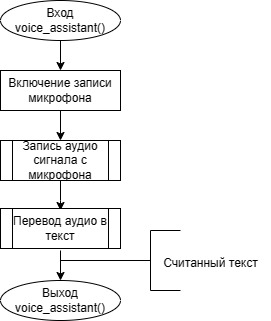 Вход
voice_assistant()
Включение записи
микрофона
Запись аудио
сигнала с
микрофона
Перевод аудио в
текст
Считанный текст
Выход
voice_assistant()